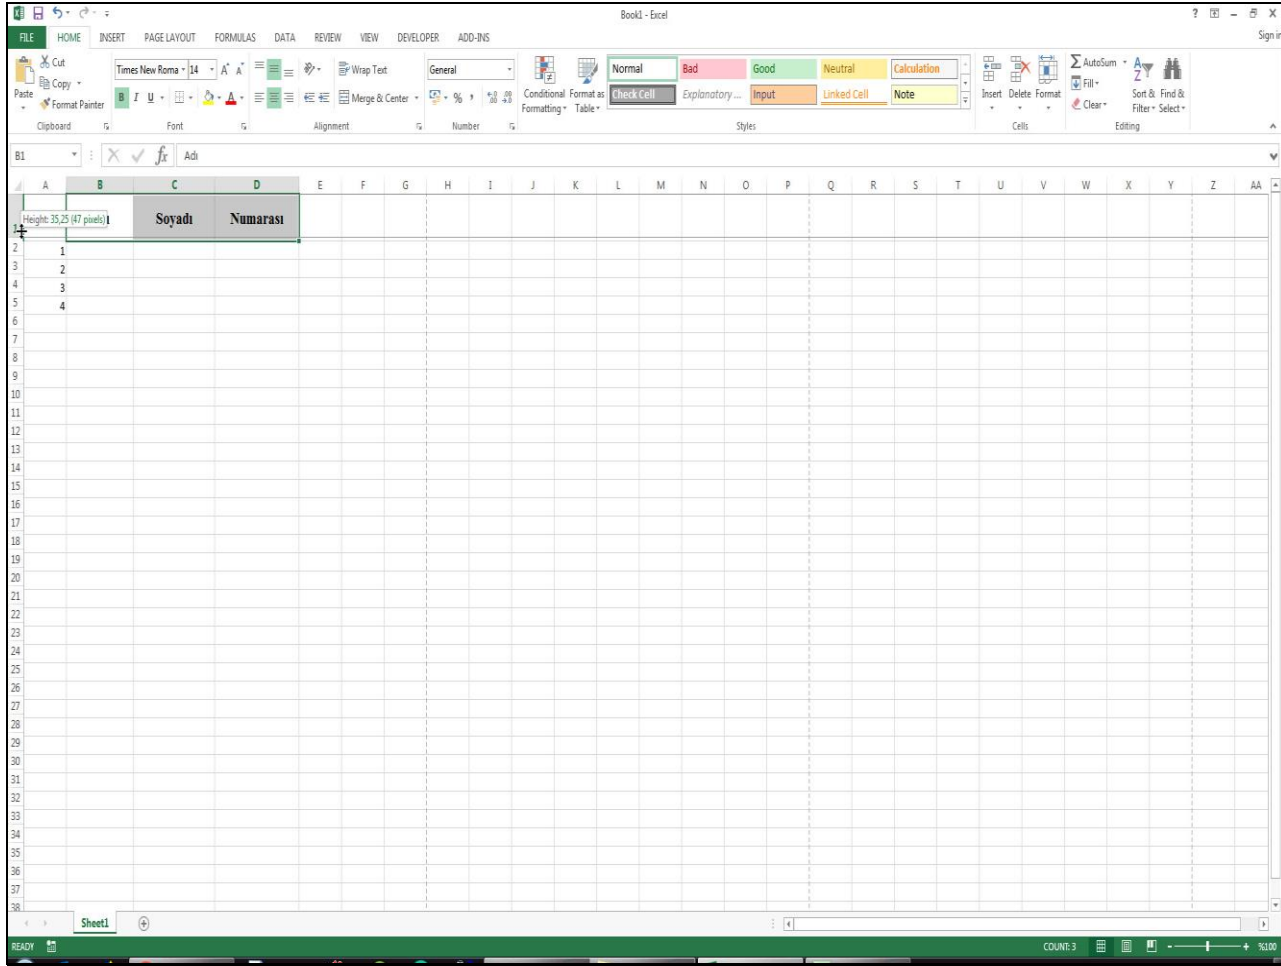 Book1 - Excel
FILE HOME INSERT PAGE LAYOUT FORMULAS DATA REVIEW VIEW DEVELOPER ADD-INS Sign in
Paste Cut Copy Format Painter
Clipboard
Times New Roma 14
B I U
Font
Wrap Text
Merge & Center
Alignment
General
%
Number
Conditional Formatting Format as Table
Normal Bad Good Neutral Calculation
Check Cell Explanatory ... Input Linked Cell Note
Styles
Insert Delete Format
Cells
AutoSum
Fill
Clear
Sort & Filter Find & Select
Editing
B1 fx Adı
A B C D E F G H I J K L M N O P Q R S T U V W X Y Z AA
1 Height: 35,25 (47 pixels) Soyadı Numarası
2 1
3 2
4 3
5 4
6
7
8
9
10
11
12
13
14
15
16
17
18
19
20
21
22
23
24
25
26
27
28
29
30
31
32
33
34
35
36
37
38
Sheet1
READY COUNT: 3 %100